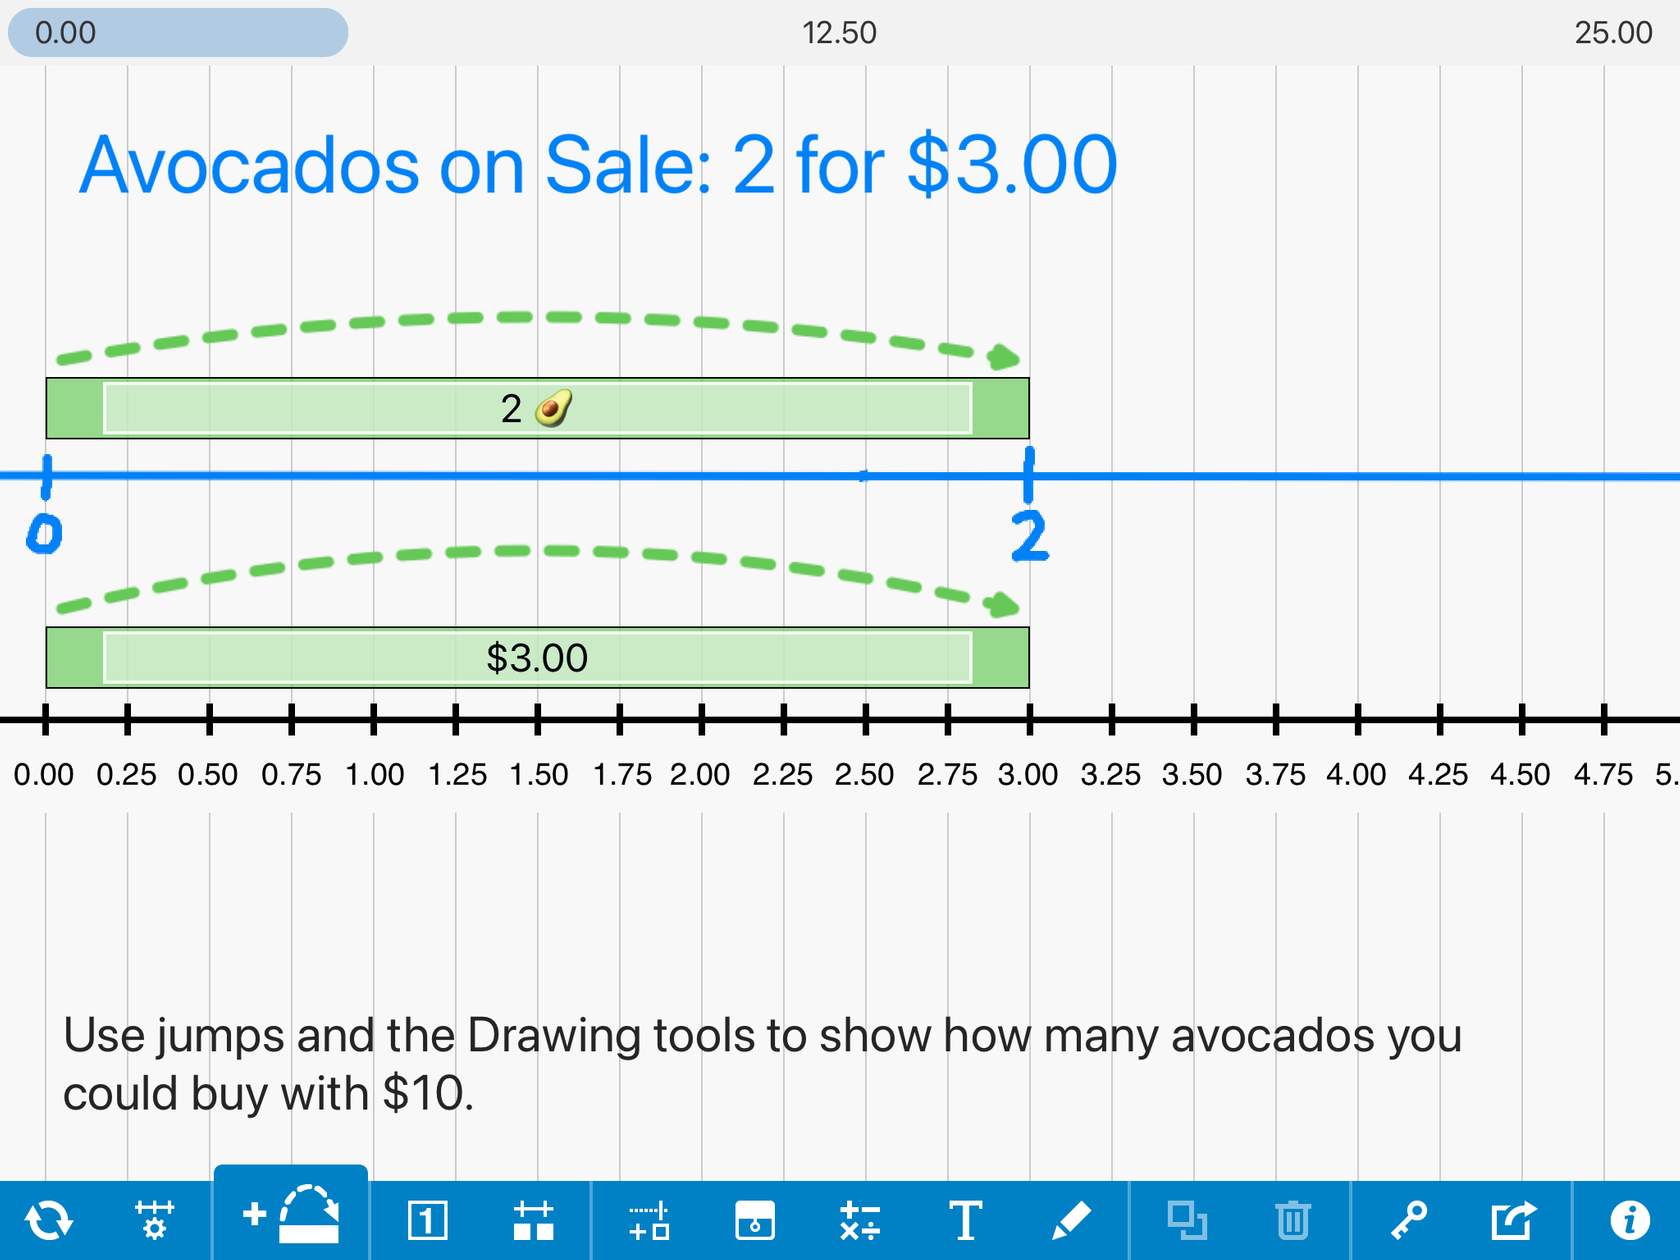 0.00 12.50 25.00
Avocados on Sale: 2 for $3.00
2 🥑
0 2
$3.00
0.00 0.25 0.50 0.75 1.00 1.25 1.50 1.75 2.00 2.25 2.50 2.75 3.00 3.25 3.50 3.75 4.00 4.25 4.50 4.75 5.
Use jumps and the Drawing tools to show how many avocados you
could buy with $10.
1 T i